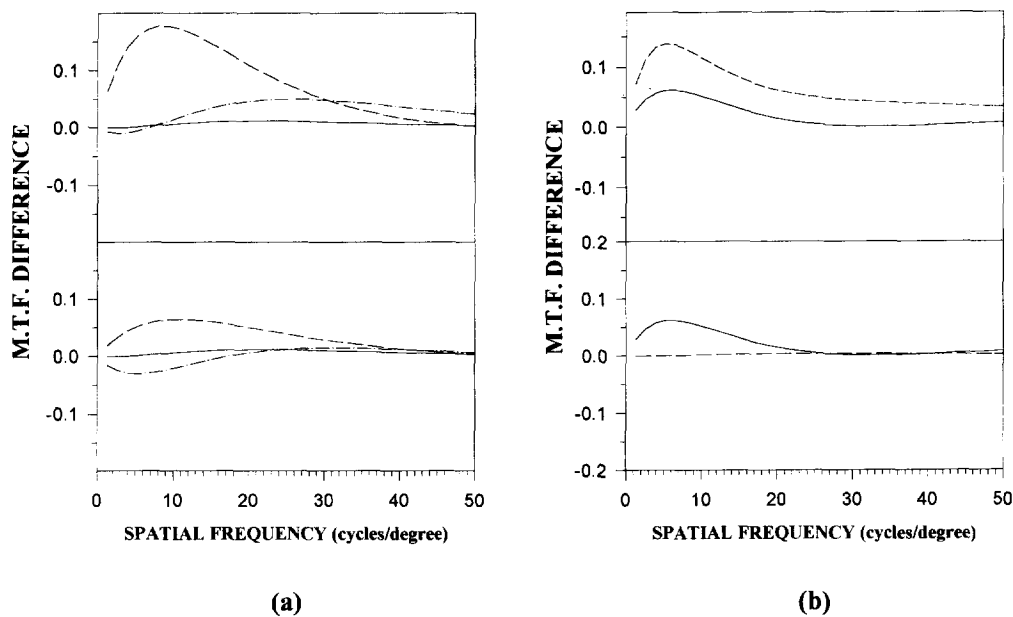 M.T.F. DIFFERENCE
0.1
0.0
-0.1
0.1
0.0
-0.1
0 10 20 30 40 50
SPATIAL FREQUENCY (cycles/degree)
(a)
M.T.F. DIFFERENCE
0.1
0.0
-0.1
0.2
0.1
0.0
-0.1
-0.2
0 10 20 30 40 50
SPATIAL FREQUENCY (cycles/degree)
(b)